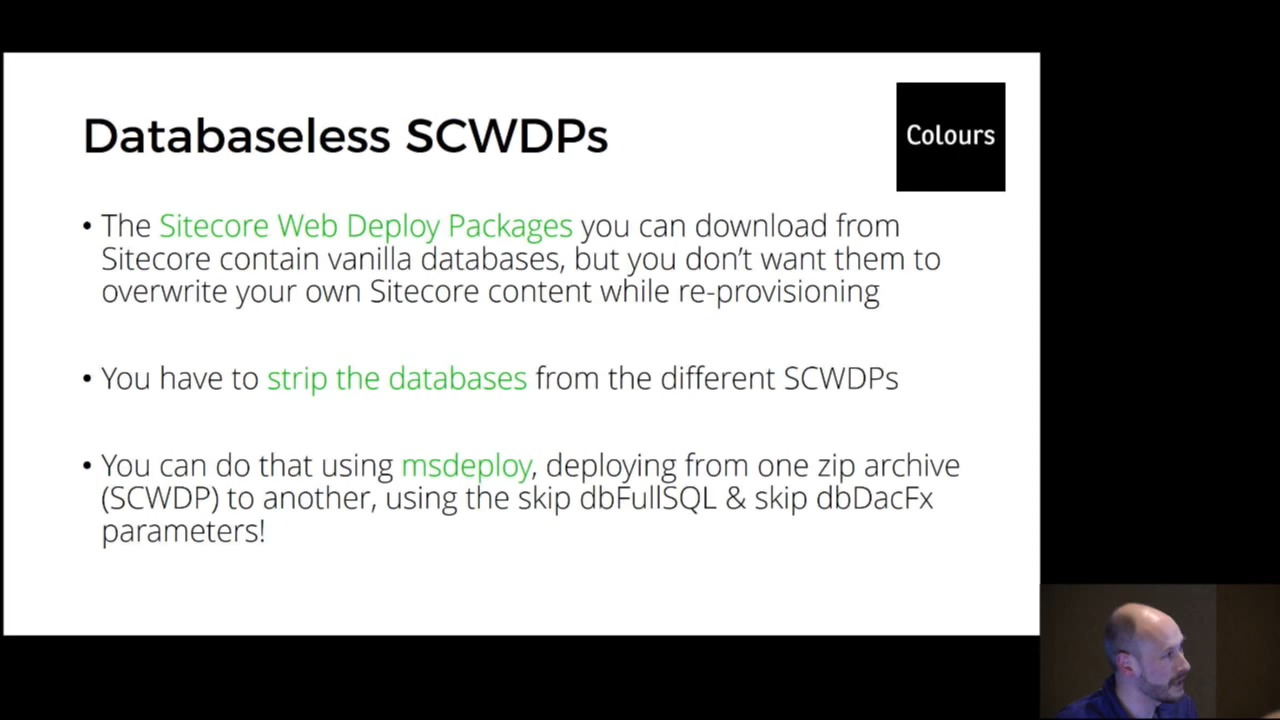 Databaseless SCWDPs
Colours
• The Sitecore Web Deploy Packages you can download from
Sitecore contain vanilla databases, but you don’t want them to
overwrite your own Sitecore content while re-provisioning
• You have to strip the databases from the different SCWDPs
• You can do that using msdeploy, deploying from one zip archive
(SCWDP) to another, using the skip dbFullSQL & skip dbDacFx
parameters!